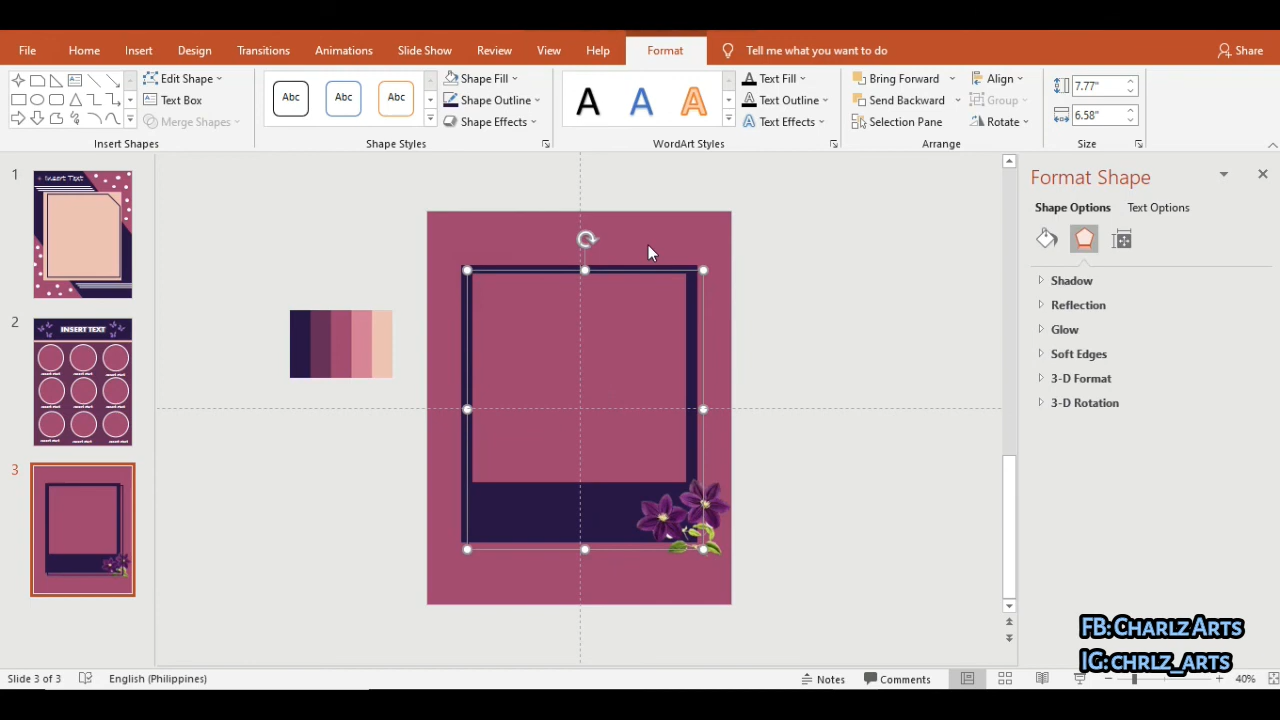 File Home Insert Design Transitions Animations Slide Show Review View Help Format Tell me what you want to do Share
Edit Shape Text Box Merge Shapes
Insert Shapes
Abc Abc Abc
Shape Fill
Shape Outline
Shape Effects
Shape Styles
A A A
Text Fill
Text Outline
Text Effects
WordArt Styles
Bring Forward
Send Backward
Selection Pane
Align
Group
Rotate
Arrange
7.77"
6.58"
Size
1
Insert Text
2
INSERT TEXT
3
Format Shape
Shape Options Text Options
Shadow
Reflection
Glow
Soft Edges
3-D Format
3-D Rotation
FB: Charlz Arts
IG: chrlz_arts
Slide 3 of 3 English (Philippines) Notes Comments 40%